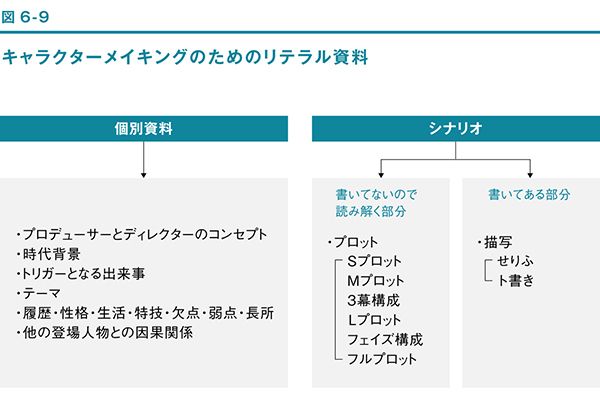 図6-9
キャラクターメイキングのためのリテラル資料
個別資料
・プロデューサーとディレクターのコンセプト
・時代背景
・トリガーとなる出来事
・テーマ
・履歴・性格・生活・特技・欠点・弱点・長所
・他の登場人物との因果関係
シナリオ
書いてないので
読み解く部分
・プロット
Sプロット
Mプロット
3幕構成
Lプロット
フェイズ構成
フルプロット
書いてある部分
・描写
せりふ
ト書き